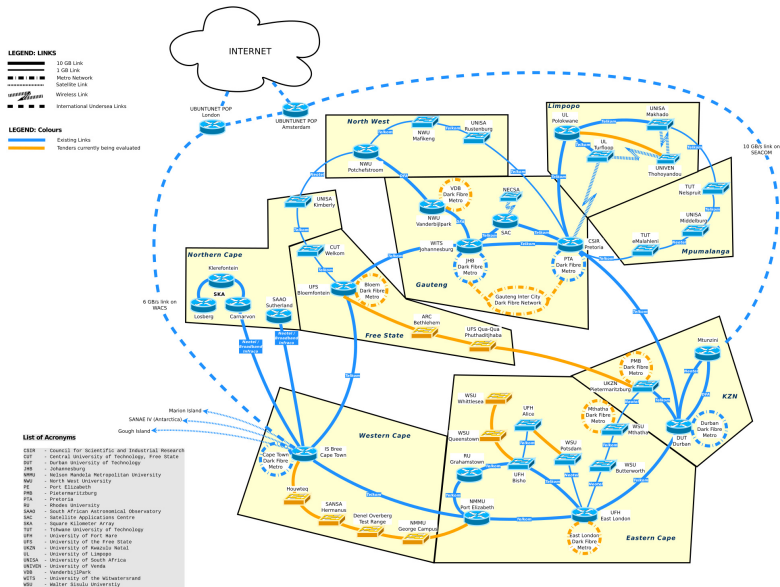 INTERNET
LEGEND: LINKS
10 GB Link
1 GB Link
Metro Network
Satellite Link
Wireless Link
International Undersea Links
LEGEND: Colours
Existing Links
Tenders currently being evaluated
UBUNTUNET POP
London
UBUNTUNET POP
Amsterdam
10 GB/s link on
SEACOM
6 GB/s link on
WACS
North West
NWU
Mafikeng
UNISA
Rustenburg
NWU
Potchefstroom
Limpopo
UL
Polokwane
UNISA
Makhado
UL
Turfloop
UNIVEN
Thohoyandou
TUT
Nelspruit
UNISA
Middelburg
TUT
eMalahleni
Mpumalanga
VDB
Dark Fibre
Metro
NWU
Vanderbijlpark
NECSA
SAC
WITS
Johannesburg
JHB
Dark Fibre
Metro
CSIR
Pretoria
PTA
Dark Fibre
Metro
Gauteng Inter City
Dark Fibre Network
Gauteng
UNISA
Kimberly
CUT
Welkom
Northern Cape
Klerefontein
SKA
Losberg
Carnarvon
SAAO
Sutherland
Neotel /
Broadband
Infraco
Neotel /
Broadband
Infraco
UFS
Bloemfontein
Bloem
Dark Fibre
Metro
ARC
Bethlehem
UFS Qua-Qua
Phuthaditjhaba
Free State
Mtunzini
PMB
Dark Fibre
Metro
UKZN
Pietermaritzburg
KZN
DUT
Durban
Durban
Dark Fibre
Metro
Marion Island
SANAE IV (Antarctica)
Gough Island
Western Cape
Cape Town
Dark Fibre
Metro
IS Bree
Cape Town
Houwteq
SANSA
Hermanus
Denel Overberg
Test Range
NMMU
George Campus
WSU
Whittlesea
WSU
Queenstown
UFH
Alice
Mthatha
Dark Fibre
Metro
WSU
Mthatha
WSU
Potsdam
RU
Grahamstown
UFH
Bisho
WSU
Butterworth
NMMU
Port Elizabeth
UFH
East London
East London
Dark Fibre
Metro
Eastern Cape
List of Acronyms
CSIR - Council for Scientific and Industrial Research
CUT - Central University of Technology, Free State
DUT - Durban University of Technology
JHB - Johannesburg
NMMU - Nelson Mandela Metropolitan University
NWU - North West University
PE - Port Elizabeth
PMB - Pietermaritzburg
PTA - Pretoria
RU - Rhodes University
SAAO - South African Astronomical Observatory
SAC - Satellite Applications Centre
SKA - Square Kilometer Array
TUT - Tshwane University of Technology
UFH - University of Fort Hare
UFS - University of the Free State
UKZN - University of Kwazulu Natal
UL - University of Limpopo
UNISA - University of South Africa
UNIVEN - University of Venda
VDB - VanderbijlPark
WITS - University of the Witwatersrand
WSU - Walter Sisulu University